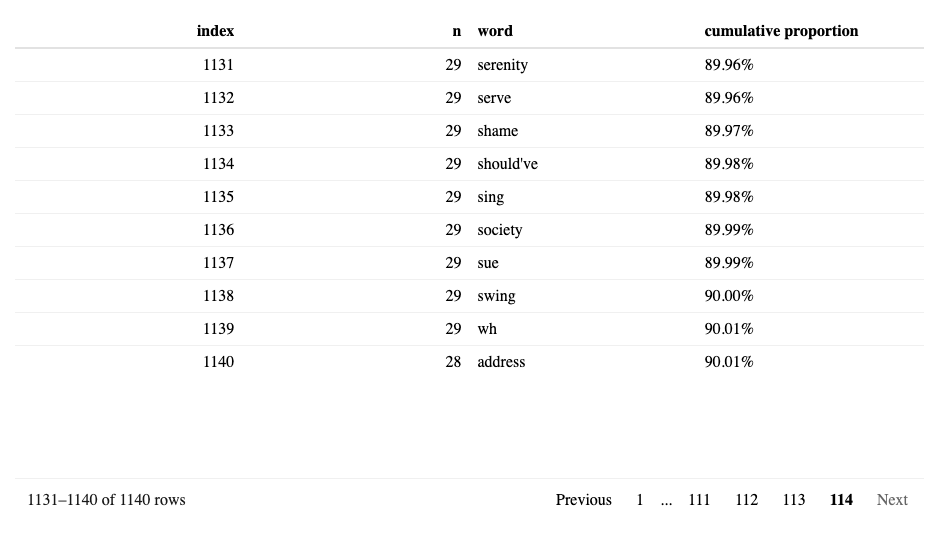 index n word cumulative proportion
1131 29 serenity 89.96%
1132 29 serve 89.96%
1133 29 shame 89.97%
1134 29 should've 89.98%
1135 29 sing 89.98%
1136 29 society 89.99%
1137 29 sue 89.99%
1138 29 swing 90.00%
1139 29 wh 90.01%
1140 28 address 90.01%
1131–1140 of 1140 rows Previous 1 ... 111 112 113 114 Next